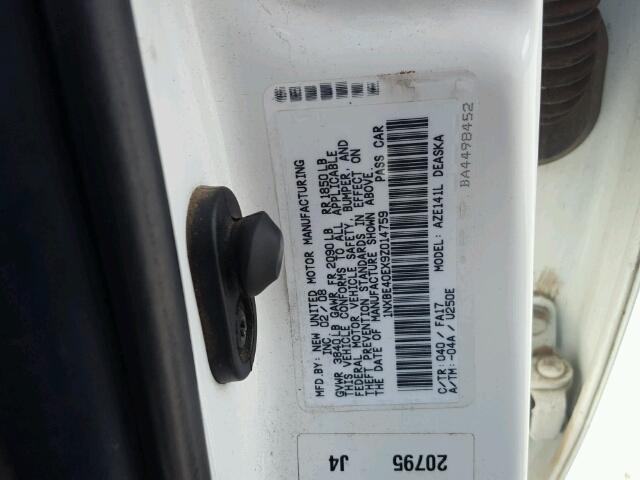 MFD. BY: NEW UNITED MOTOR MANUFACTURING
INC. 02 / 08
GVWR 3840 LB GAWR FR 2090 LB RR 1850 LB
THIS VEHICLE CONFORMS TO ALL APPLICABLE
FEDERAL MOTOR VEHICLE SAFETY, BUMPER, AND
THEFT PREVENTION STANDARDS IN EFFECT ON
THE DATE OF MANUFACTURE SHOWN ABOVE.
1NXBE40EX9Z014759 PASS CAR
C/TR: 040 / FA17 MODEL: AZE141L DEASKA
A/TM: -04A / U250E
BA4498452
20795
J4